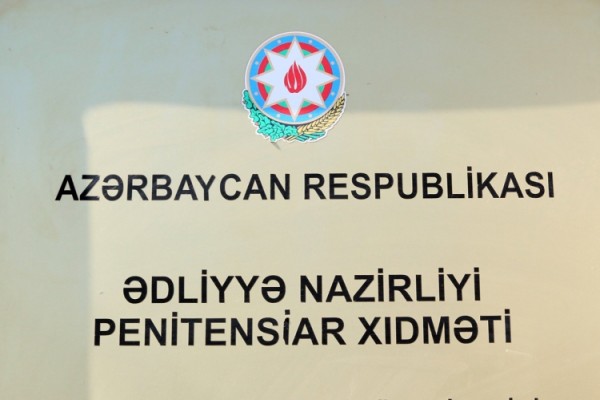 AZƏRBAYCAN RESPUBLİKASI
ƏDLİYYƏ NAZİRLİYİ
PENİTENSİAR XİDMƏTİ